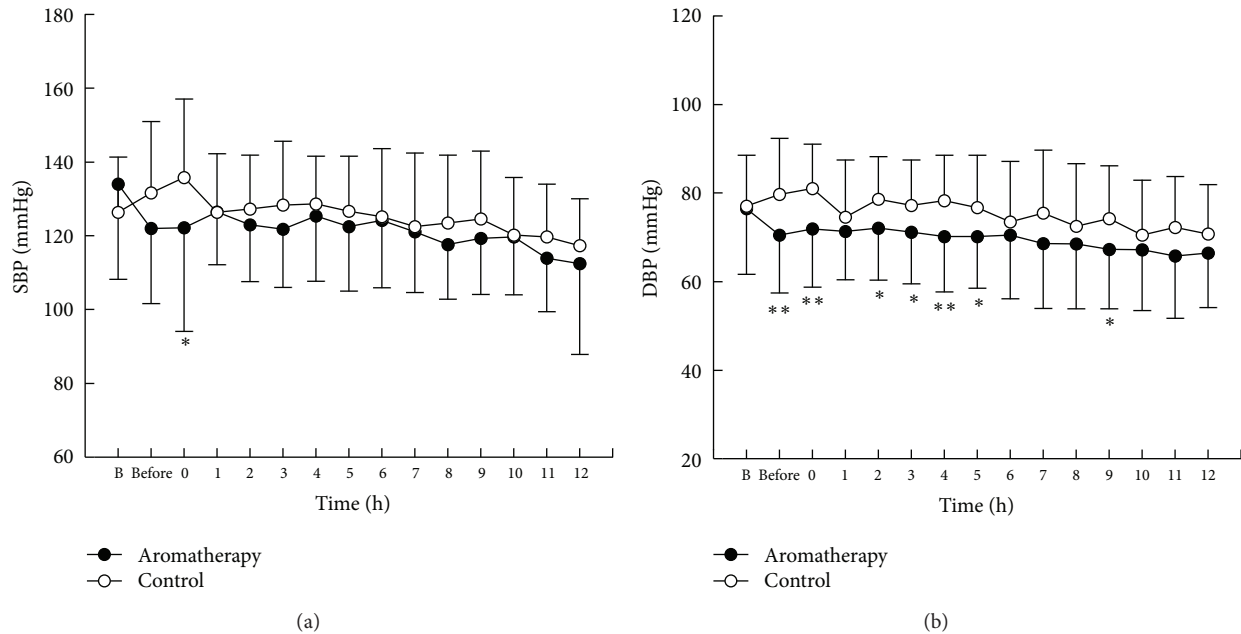 180
160
140
120
100
80
60
SBP (mmHg)
*
B Before 0 1 2 3 4 5 6 7 8 9 10 11 12
Time (h)
Aromatherapy
Control
(a)
120
100
80
60
40
20
DBP (mmHg)
** ** * * ** * *
B Before 0 1 2 3 4 5 6 7 8 9 10 11 12
Time (h)
Aromatherapy
Control
(b)